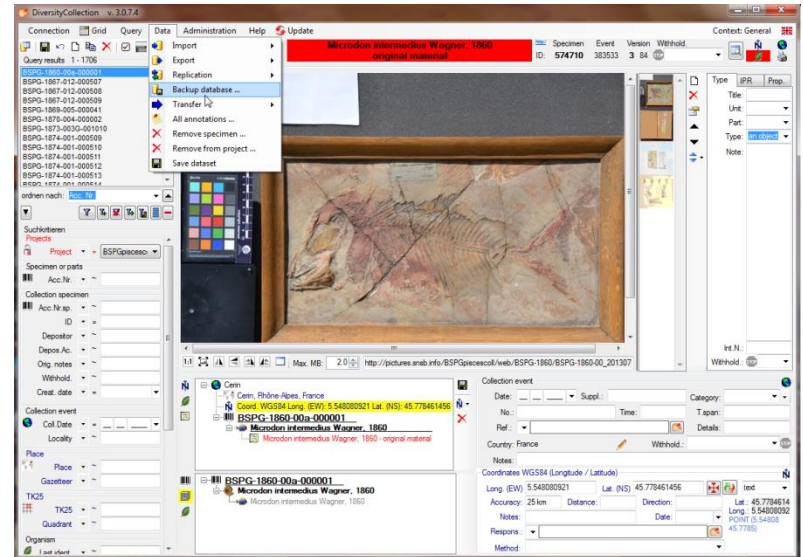 DiversityCollection v. 3.0.7.4
Connection Grid Query Data Administration Help Update
Context: General
Query results 1 - 1706
BSPG-1860-00a-000001
BSPG-1867-012-000507
BSPG-1867-012-000508
BSPG-1867-012-000509
BSPG-1869-005-000041
BSPG-1870-004-000002
BSPG-1873-003G-001010
BSPG-1874-001-000509
BSPG-1874-001-000510
BSPG-1874-001-000511
BSPG-1874-001-000512
BSPG-1874-001-000513
BSPG-1874-001-000514
Import
Export
Replication
Backup database ...
Transfer
All annotations ...
Remove specimen ...
Remove from project ...
Save dataset
Microdon intermedius Wagner, 1860
original material
Specimen Event Version Withhold.
ID: 574710 383533 3 84
ordnen nach: Acc. Nr.
Suchkriterien
Projects
Project = BSPGpiscesc
Specimen or parts
Acc.Nr. ~
Collection specimen
Acc.Nr.sp. ~
ID =
Depositor ~
Depos.Ac. ~
Orig. notes ~
Withhold. ~
Creat. date =
Collection event
Coll.Date =
Locality ~
Place
Place ~
Gazetteer ~
TK25
TK25 ~
Quadrant ~
Organism
Last ident. ~
1:1 Max. MB: 2.0 http://pictures.snsb.info/BSPGpiscescoll/web/BSPG-1860/BSPG-1860-00_201307
Type IPR Prop.
Title:
Unit:
Part:
Type: an object
Note:
Int.N.:
Withhold.:
Cerin
Cerin, Rhône-Alpes, France
Coord. WGS84 Long. (EW): 5.548080921 Lat. (NS): 45.778461456
BSPG-1860-00a-000001
Microdon intermedius Wagner, 1860
Microdon intermedius Wagner, 1860 - original material
BSPG-1860-00a-000001
Microdon intermedius Wagner, 1860
Microdon intermedius Wagner, 1860
Collection event
Date: Suppl.: Category:
No.: Time: T.span:
Ref.: Details:
Country: France Withhold.:
Notes:
Coordinates WGS84 (Longitude / Latitude)
Long. (EW) 5.548080921 Lat. (NS) 45.778461456 text
Accuracy: 25 km Distance: Direction: Lat.: 45.7784614
Long.: 5.54808092
Notes: Date: POINT (5.54808
45.7785)
Respons.:
Method: